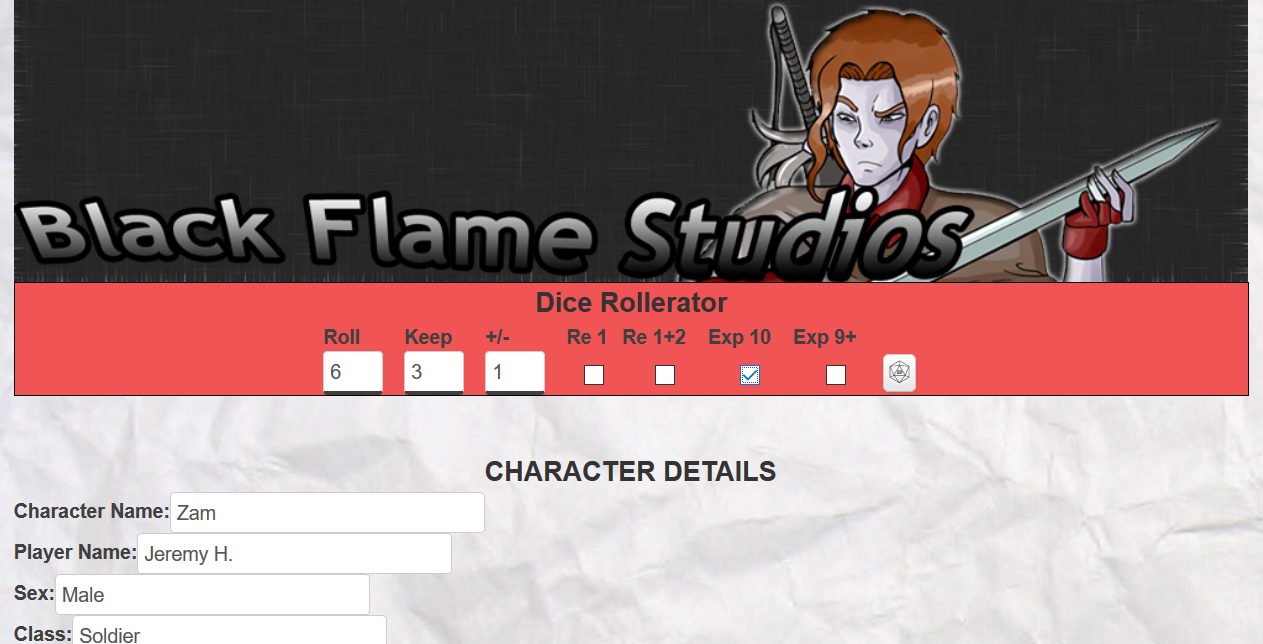 Black Flame Studios
Dice Rollerator
Roll Keep +/- Re 1 Re 1+2 Exp 10 Exp 9+
6 3 1
CHARACTER DETAILS
Character Name: Zam
Player Name: Jeremy H.
Sex: Male
Class: Soldier